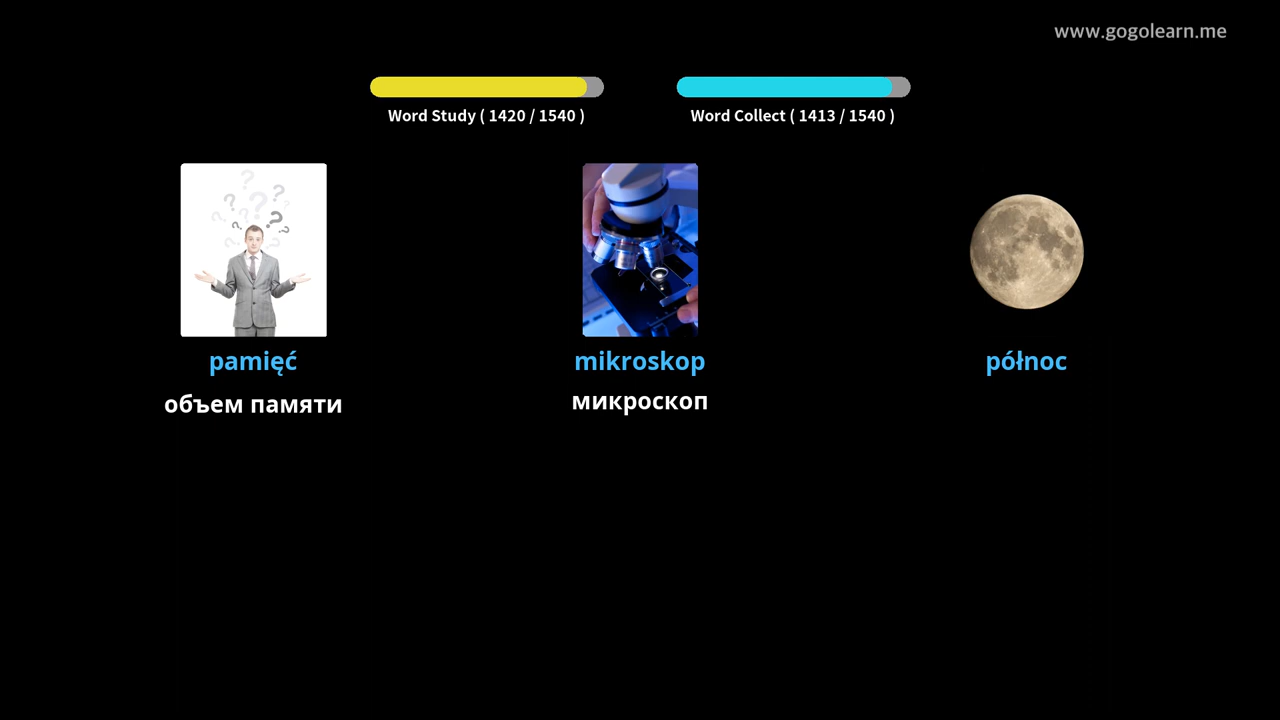 www.gogolearn.me
Word Study ( 1420 / 1540 )
Word Collect ( 1413 / 1540 )
pamięć
объем памяти
mikroskop
микроскоп
północ